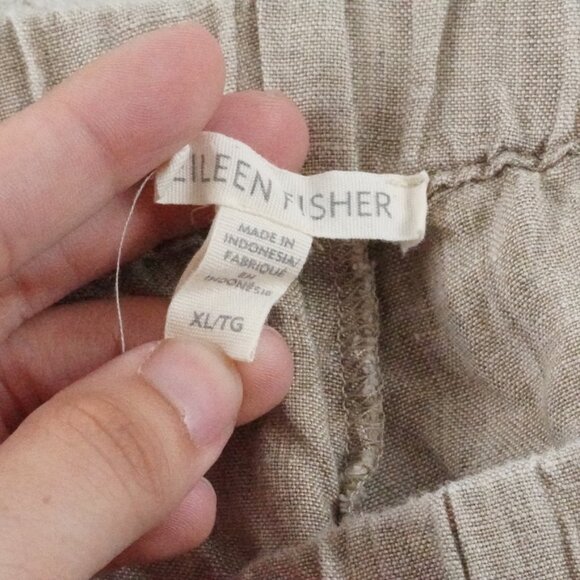 EILEEN FISHER
MADE IN
INDONESIA/
FABRIQUÉ
EN
INDONÉSIE
XL/TG